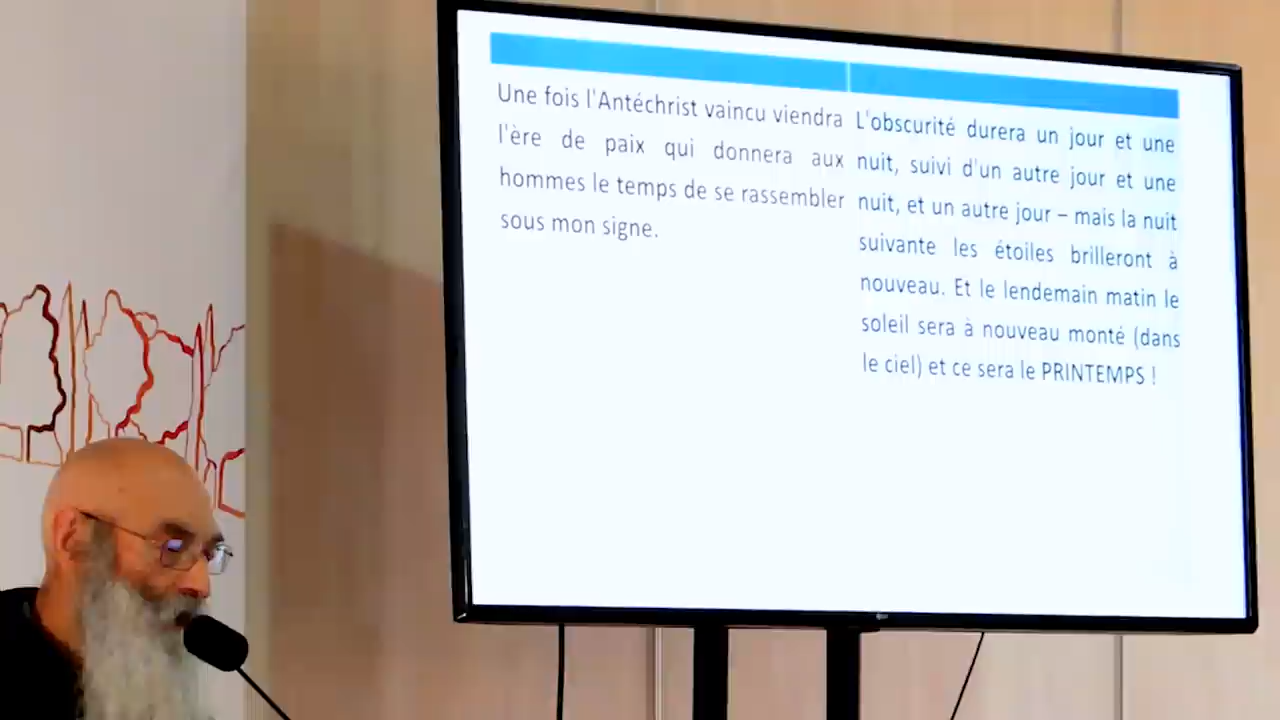 Une fois l'Antéchrist vaincu viendra
l'ère de paix qui donnera aux
hommes le temps de se rassembler
sous mon signe.
L'obscurité durera un jour et une
nuit, suivi d'un autre jour et une
nuit, et un autre jour – mais la nuit
suivante les étoiles brilleront à
nouveau. Et le lendemain matin le
soleil sera à nouveau monté (dans
le ciel) et ce sera le PRINTEMPS !